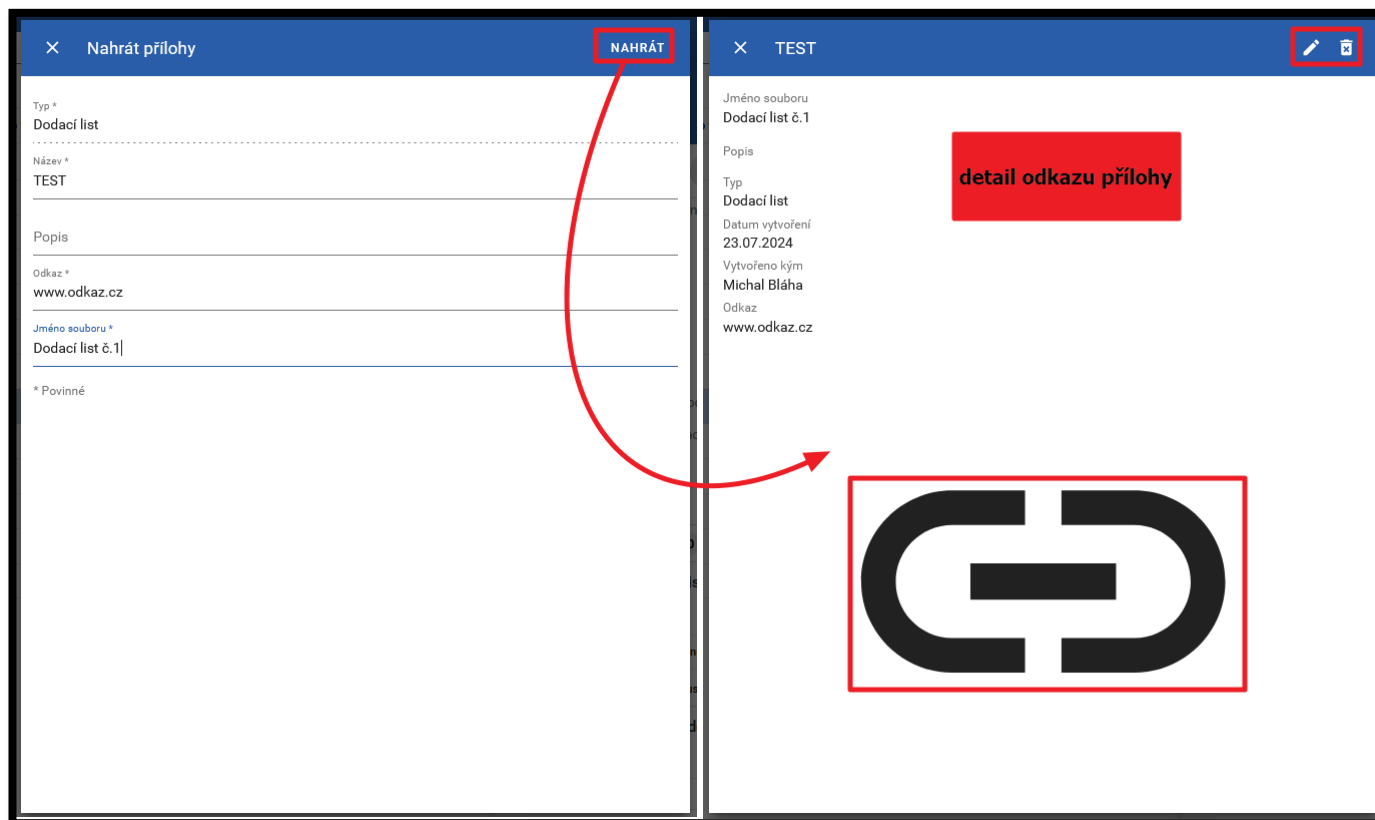 Nahrát přílohy
NAHRÁT
Typ *
Dodací list
Název *
TEST
Popis
Odkaz *
www.odkaz.cz
Jméno souboru *
Dodací list č.1
* Povinné
TEST
Jméno souboru
Dodací list č.1
Popis
Typ
Dodací list
Datum vytvoření
23.07.2024
Vytvořeno kým
Michal Bláha
Odkaz
www.odkaz.cz
detail odkazu přílohy